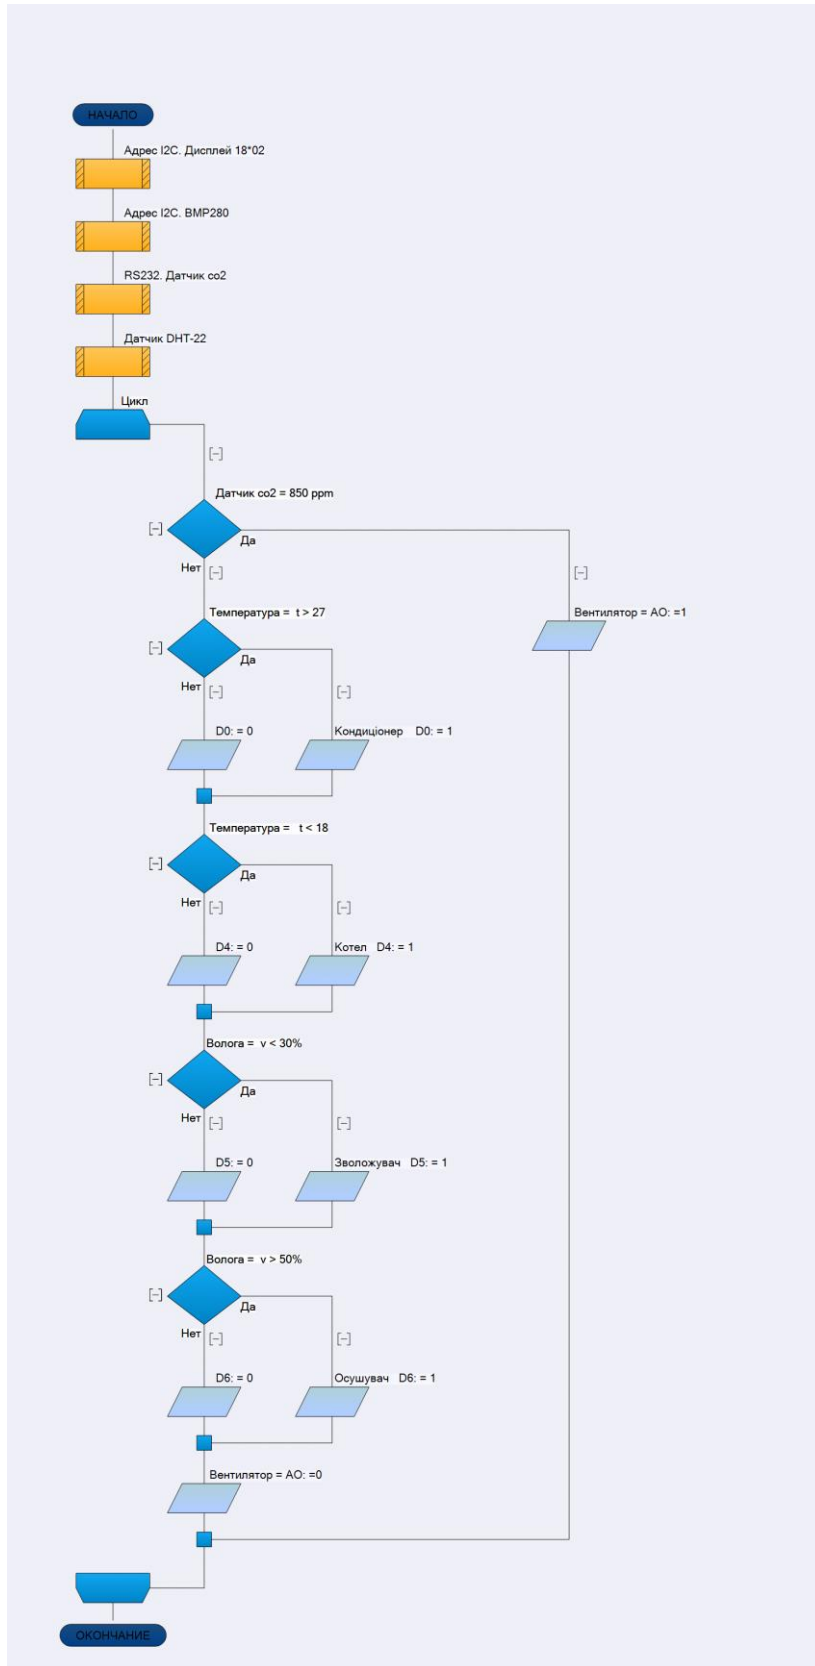 НАЧАЛО
Адрес I2C. Дисплей 18*02
Адрес I2C. BMP280
RS232. Датчик co2
Датчик DHT-22
Цикл
[–]
Датчик co2 = 850 ppm
[–]
Да
Нет
[–]
[–]
Температура =  t > 27
Вентилятор = AO: =1
[–]
Да
Нет
[–]
[–]
D0: = 0
Кондиціонер    D0: = 1
Температура =   t < 18
[–]
Да
Нет
[–]
[–]
D4: = 0
Котел   D4: = 1
Волога =  v < 30%
[–]
Да
Нет
[–]
[–]
D5: = 0
Зволожувач   D5: = 1
Волога =  v > 50%
[–]
Да
Нет
[–]
[–]
D6: = 0
Осушувач   D6: = 1
Вентилятор = AO: =0
ОКОНЧАНИЕ